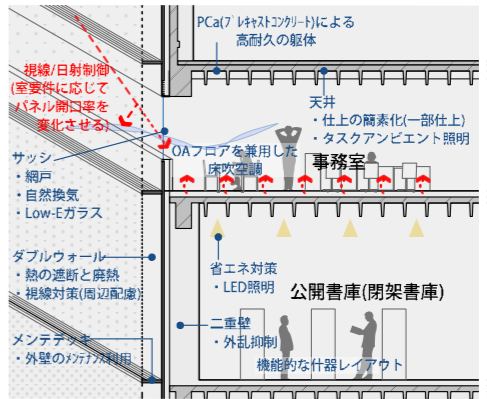 PCa(ﾌﾟﾚｷｬｽﾄｺﾝｸﾘｰﾄ)による
高耐久の躯体
視線/日射制御
(室要件に応じて
パネル開口率を
変化させる)
天井
・仕上の簡素化(一部仕上)
・タスクアンビエント照明
OAフロアを兼用した
床吹空調
事務室
サッシ
・網戸
・自然換気
・Low-Eガラス
ダブルウォール
・熱の遮断と廃熱
・視線対策(周辺配慮)
省エネ対策
・LED照明
公開書庫(閉架書庫)
二重壁
・外乱抑制
メンテデッキ
・外壁のﾒﾝﾃﾅﾝｽ利用
機能的な什器レイアウト